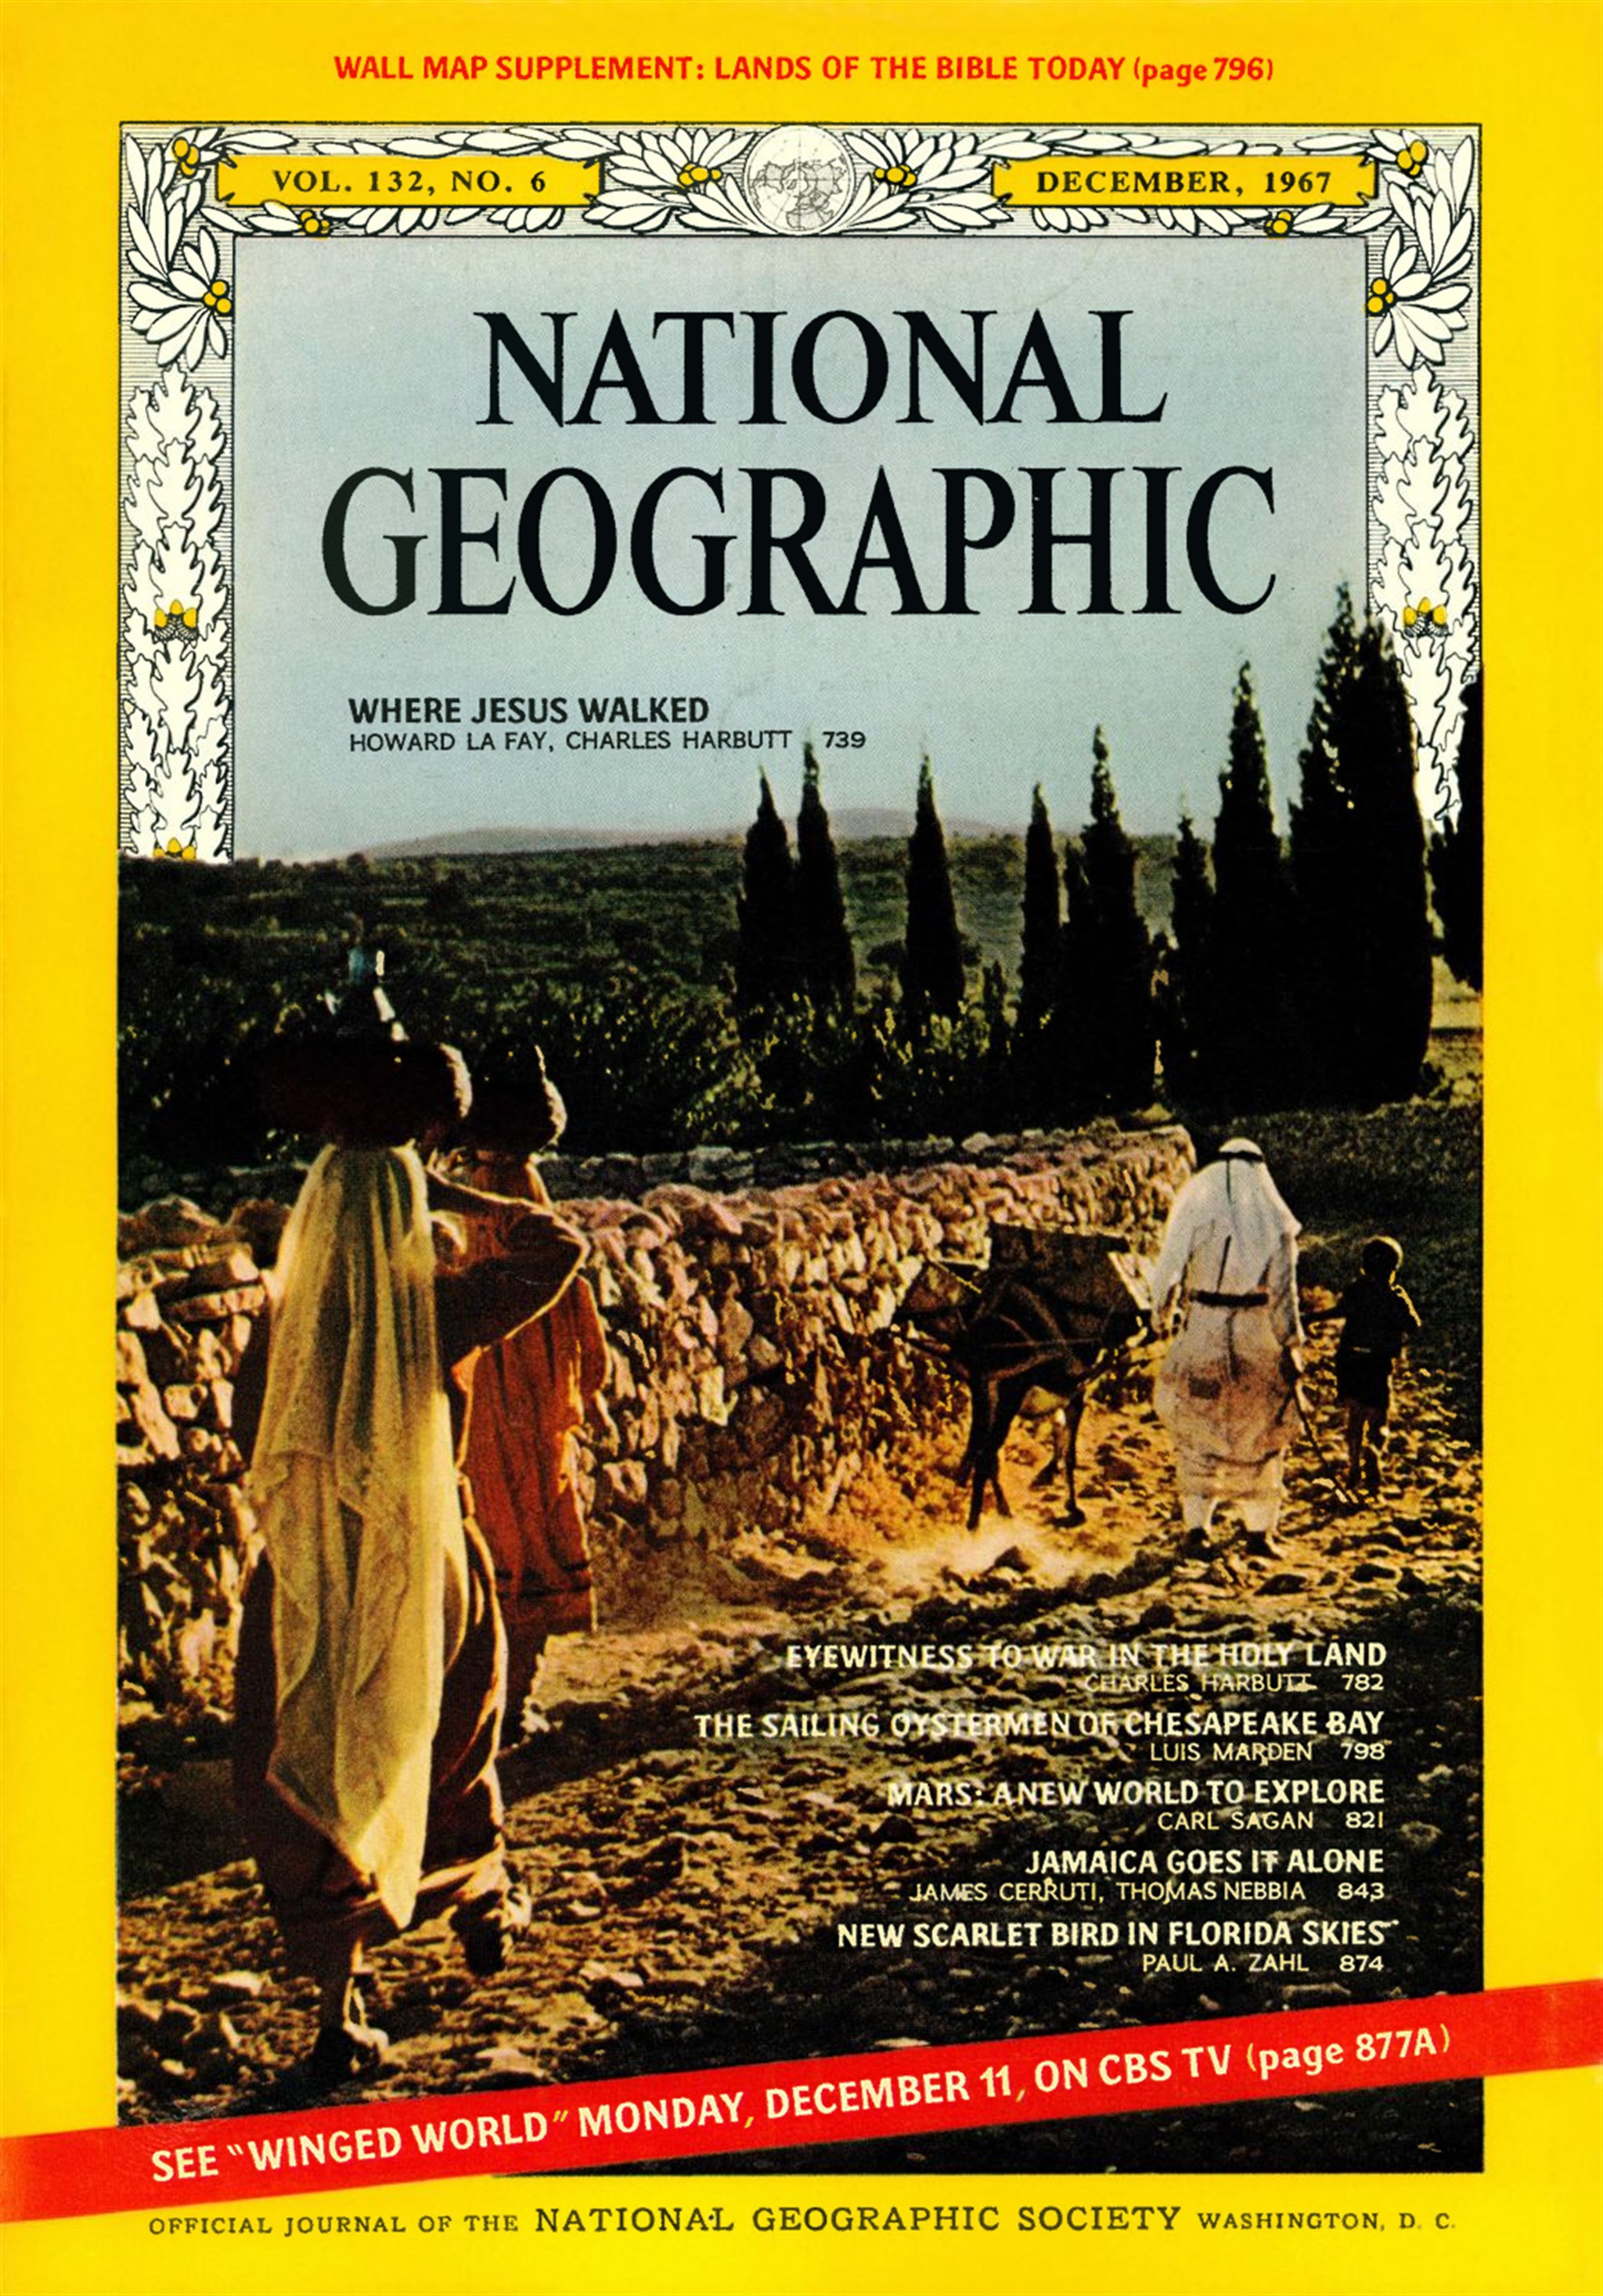 WALL MAP SUPPLEMENT: LANDS OF THE BIBLE TODAY (page 796)
VOL. 132, NO. 6
DECEMBER, 1967
NATIONAL
GEOGRAPHIC
WHERE JESUS WALKED
HOWARD LA FAY, CHARLES HARBUTT 739
EYEWITNESS TO WAR IN THE HOLY LAND
CHARLES HARBUTT 782
THE SAILING OYSTERMEN OF CHESAPEAKE BAY
LUIS MARDEN 798
MARS: A NEW WORLD TO EXPLORE
CARL SAGAN 821
JAMAICA GOES IT ALONE
JAMES CERRUTI, THOMAS NEBBIA 843
NEW SCARLET BIRD IN FLORIDA SKIES
PAUL A. ZAHL 874
SEE "WINGED WORLD" MONDAY, DECEMBER 11, ON CBS TV (page 877A)
OFFICIAL JOURNAL OF THE NATIONAL GEOGRAPHIC SOCIETY WASHINGTON, D. C.